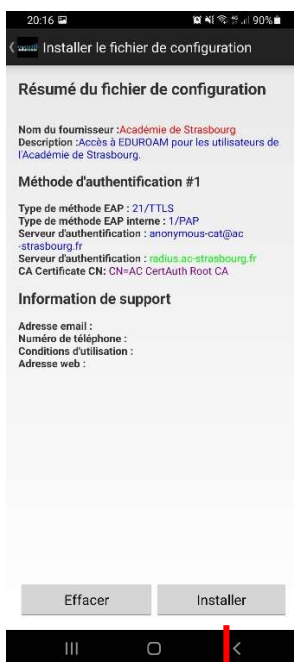 20:16 90%
Installer le fichier de configuration
Résumé du fichier de configuration
Nom du fournisseur :Académie de Strasbourg
Description :Accès à EDUROAM pour les utilisateurs de
l'Académie de Strasbourg.
Méthode d'authentification #1
Type de méthode EAP : 21/TTLS
Type de méthode EAP interne : 1/PAP
Serveur d'authentification : anonymous-cat@ac
-strasbourg.fr
Serveur d'authentification : radius.ac-strasbourg.fr
CA Certificate CN: CN=AC CertAuth Root CA
Information de support
Adresse email :
Numéro de téléphone :
Conditions d'utilisation :
Adresse web :
Effacer Installer